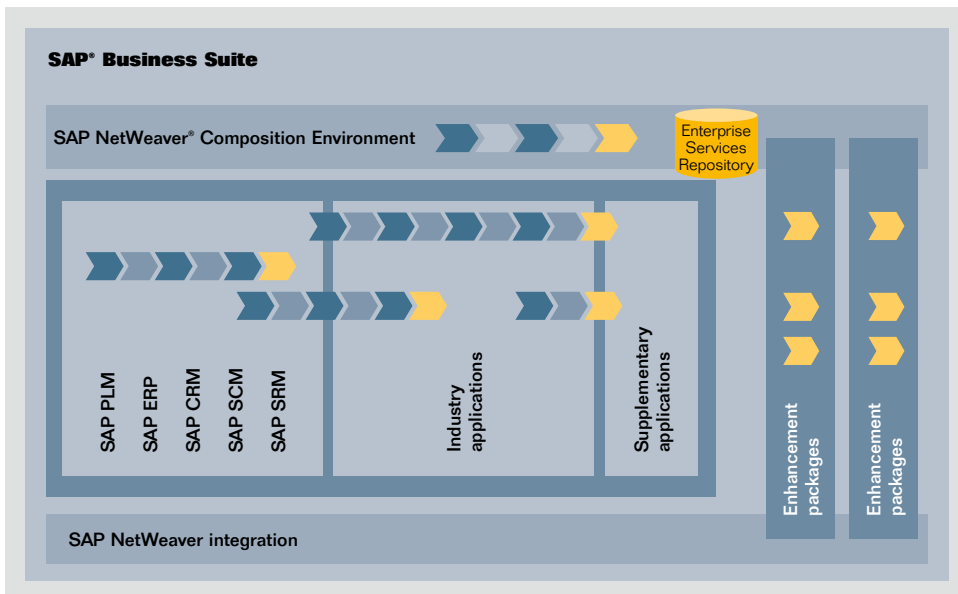 SAP® Business Suite
SAP NetWeaver® Composition Environment
Enterprise
Services
Repository
SAP PLM
SAP ERP
SAP CRM
SAP SCM
SAP SRM
Industry
applications
Supplementary
applications
Enhancement
packages
Enhancement
packages
SAP NetWeaver integration